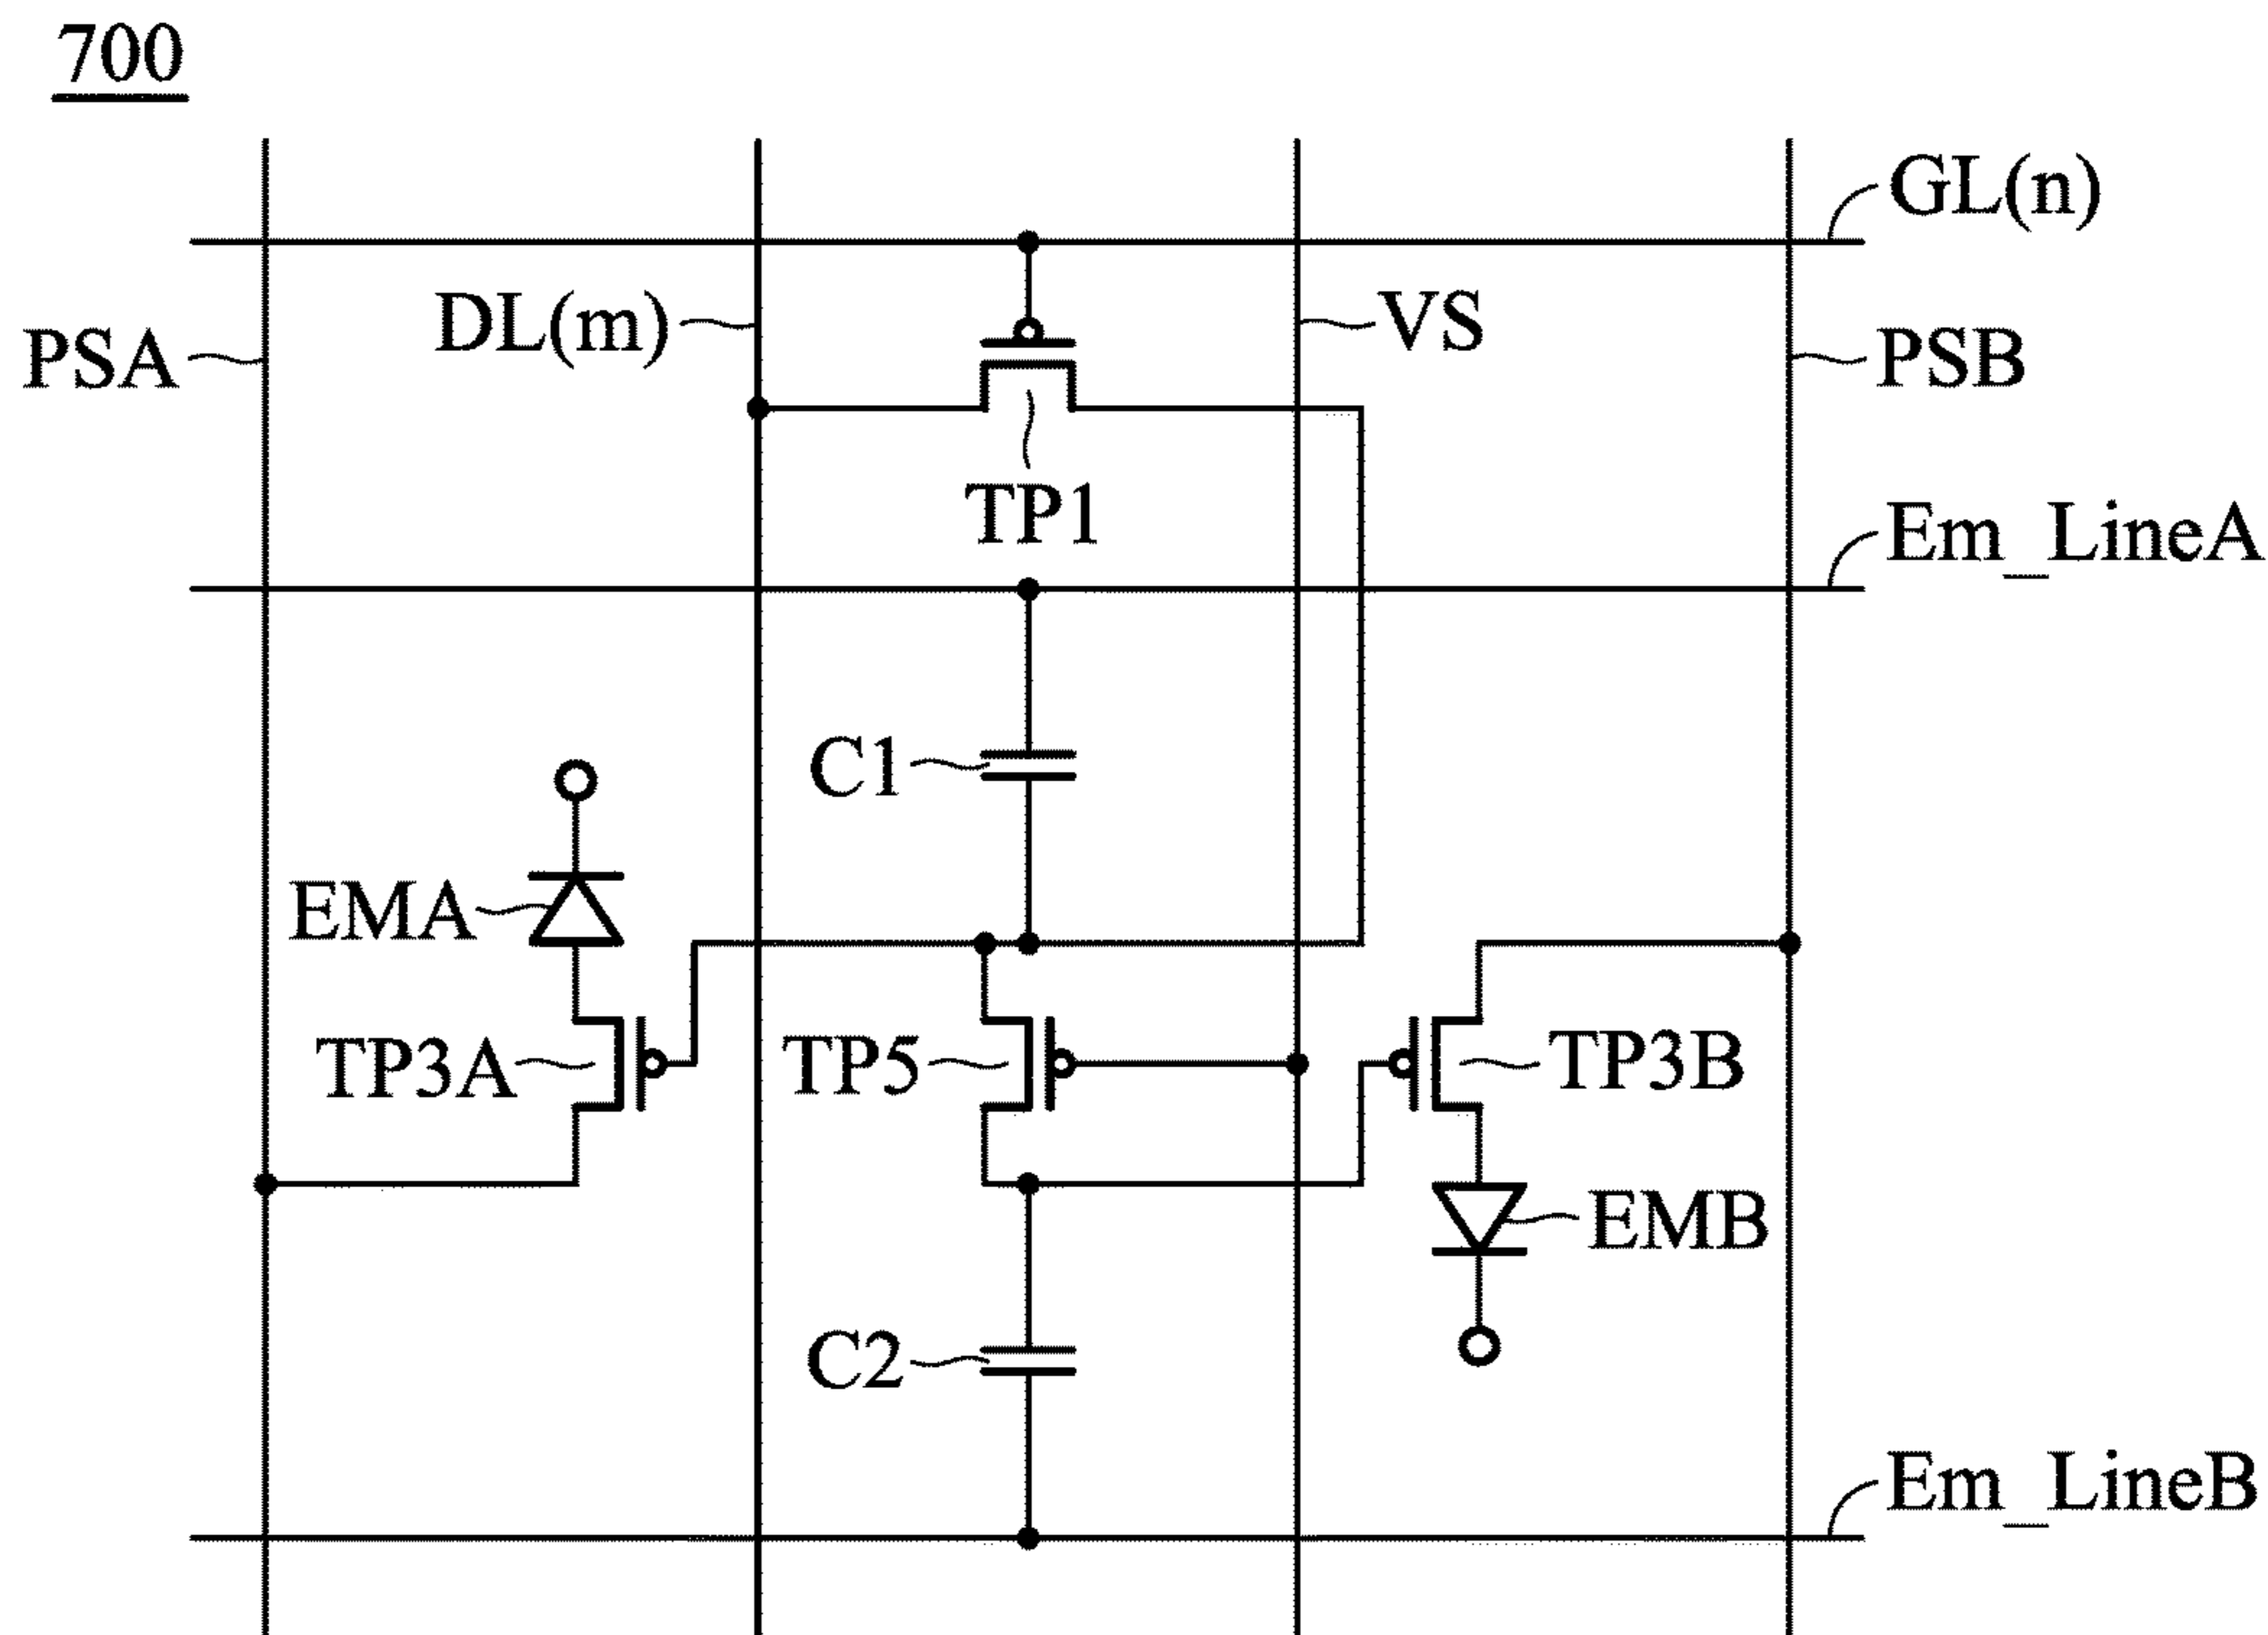 700
GL(n)
DL(m)
VS
PSA
PSB
TP1
Em_LineA
C1
EMA
TP3A
TP5
TP3B
EMB
C2
Em_LineB